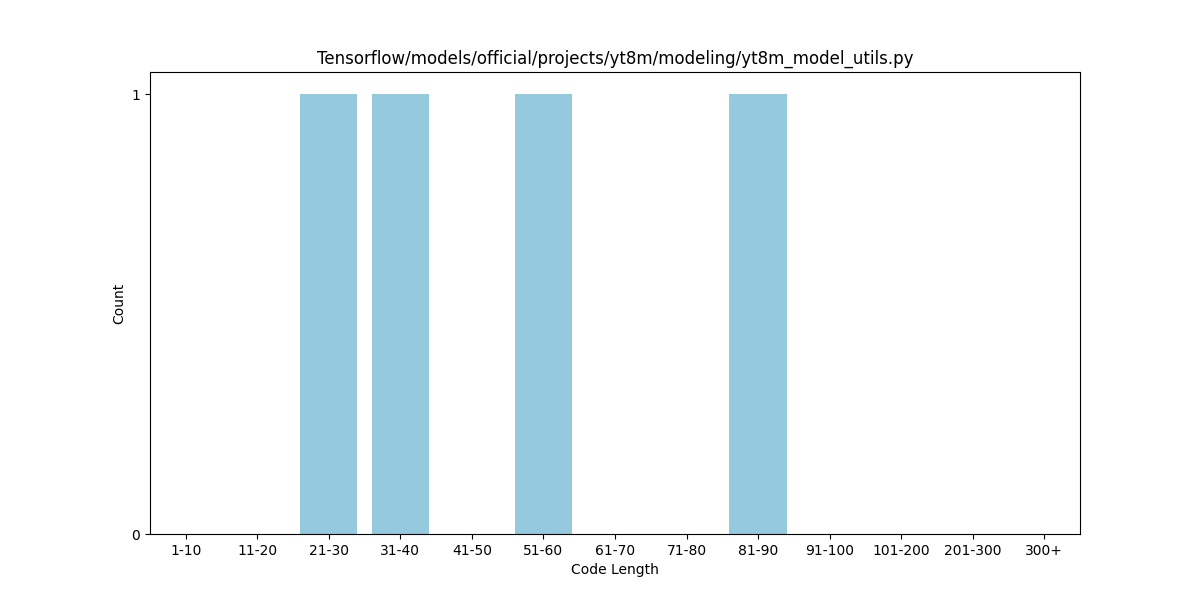 Tensorflow/models/official/projects/yt8m/modeling/yt8m_model_utils.py
1
0
Count
1-10 11-20 21-30 31-40 41-50 51-60 61-70 71-80 81-90 91-100 101-200 201-300 300+
Code Length